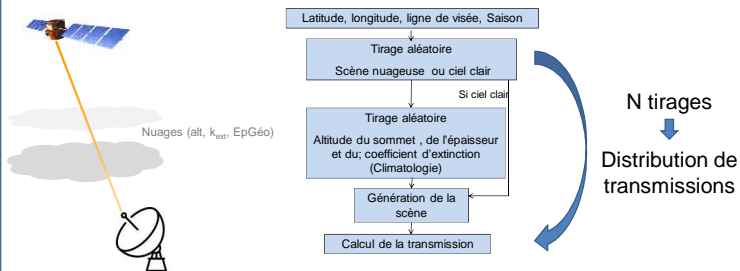 Latitude, longitude, ligne de visée, Saison
Tirage aléatoire
Scène nuageuse ou ciel clair
Si ciel clair
Nuages (alt, kext, EpGéo)
Tirage aléatoire
Altitude du sommet , de l'épaisseur
et du; coefficient d'extinction
(Climatologie)
Génération de la
scène
Calcul de la transmission
N tirages
Distribution de
transmissions